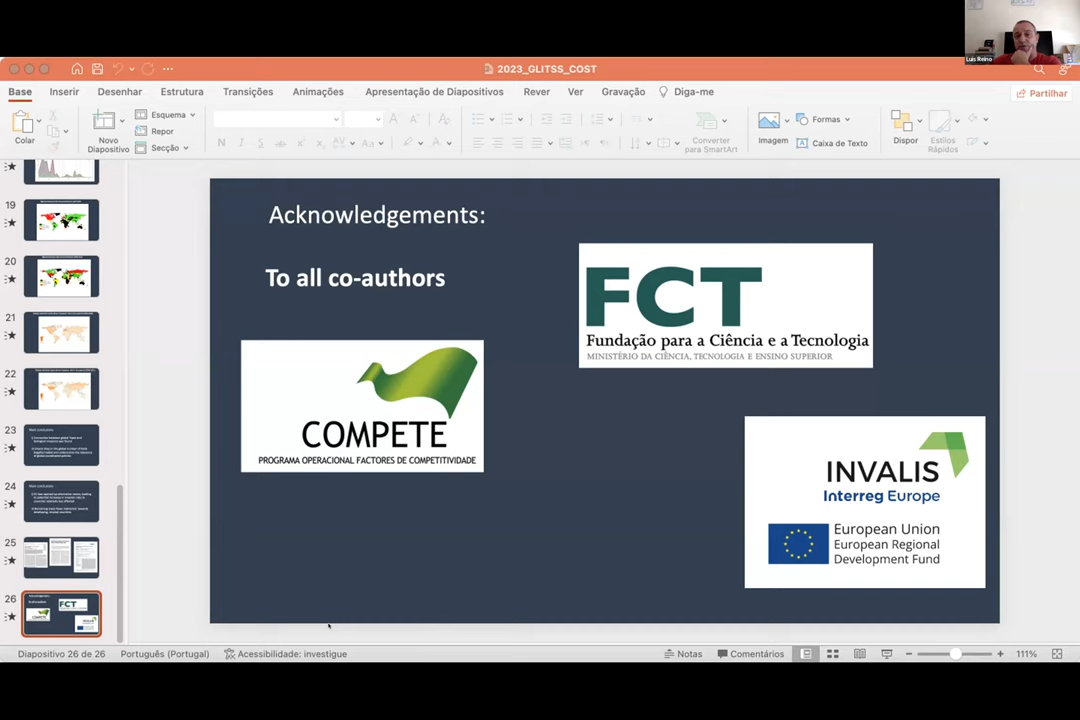 Luis Reino
2023_GLITSS_COST
Base Inserir Desenhar Estrutura Transições Animações Apresentação de Diapositivos Rever Ver Gravação Diga-me
Partilhar
Colar
Novo
Diapositivo
Esquema
Repor
Secção
Converter
para SmartArt
Imagem
Formas
Caixa de Texto
Dispor
Estilos
Rápidos
19
20
21
22
23
24
25
26
Acknowledgements:
To all co-authors
FCT
Fundação para a Ciência e a Tecnologia
MINISTÉRIO DA CIÊNCIA, TECNOLOGIA E ENSINO SUPERIOR
COMPETE
PROGRAMA OPERACIONAL FACTORES DE COMPETITIVIDADE
INVALIS
Interreg Europe
European Union
European Regional
Development Fund
Diapositivo 26 de 26 Português (Portugal) Acessibilidade: investigue Notas Comentários 111%